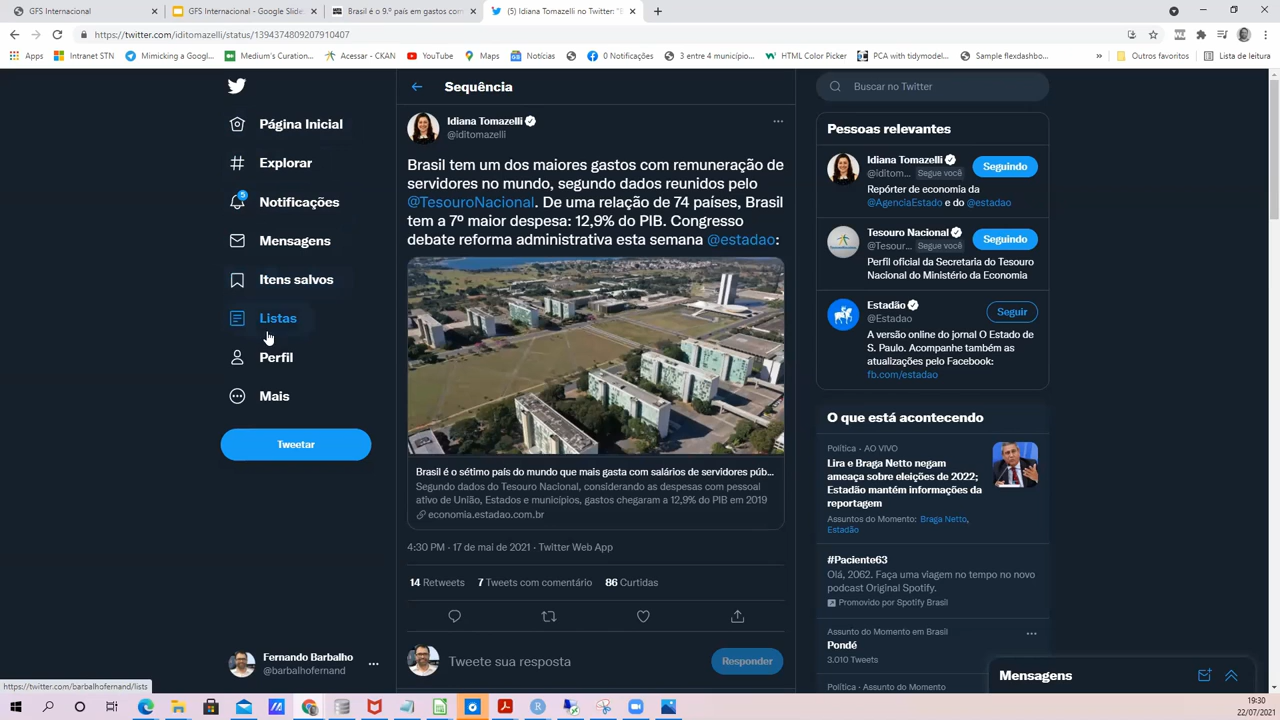 GFS Internacional
GFS Internacional - Google Slide
Brasil é o 9.º país em gastos com
(5) Idiana Tomazelli no Twitter: "E
https://twitter.com/iditomazelli/status/1394374809207910407
Apps
Intranet STN
Mimicking a Googl...
Medium's Curation...
Acessar - CKAN
YouTube
Maps
Notícias
0 Notificações
3 entre 4 município...
HTML Color Picker
PCA with tidymodel...
Sample flexdashbo...
»
Outros favoritos
Lista de leitura
Página Inicial
Explorar
5
Notificações
Mensagens
Itens salvos
Listas
Perfil
Mais
Tweetar
Fernando Barbalho
@barbalhofernand
https://twitter.com/barbalhofernand/lists
Sequência
Idiana Tomazelli
@iditomazelli
Brasil tem um dos maiores gastos com remuneração de
servidores no mundo, segundo dados reunidos pelo
@TesouroNacional. De uma relação de 74 países, Brasil
tem a 7º maior despesa: 12,9% do PIB. Congresso
debate reforma administrativa esta semana @estadao:
Brasil é o sétimo país do mundo que mais gasta com salários de servidores púb...
Segundo dados do Tesouro Nacional, considerando as despesas com pessoal
ativo de União, Estados e municípios, gastos chegaram a 12,9% do PIB em 2019
economia.estadao.com.br
4:30 PM · 17 de mai de 2021 · Twitter Web App
14 Retweets 7 Tweets com comentário 86 Curtidas
Tweete sua resposta
Responder
Buscar no Twitter
Pessoas relevantes
Idiana Tomazelli
@iditom... Segue você
Seguindo
Repórter de economia da
@AgenciaEstado e do @estadao
Tesouro Nacional
@Tesour... Segue você
Seguindo
Perfil oficial da Secretaria do Tesouro
Nacional do Ministério da Economia
Estadão
@Estadao
Seguir
A versão online do jornal O Estado de
S. Paulo. Acompanhe também as
atualizações pelo Facebook:
fb.com/estadao
O que está acontecendo
Política · AO VIVO
Lira e Braga Netto negam
ameaça sobre eleições de 2022;
Estadão mantém informações da
reportagem
Assuntos do Momento: Braga Netto,
Estadão
#Paciente63
Olá, 2062. Faça uma viagem no tempo no novo
podcast Original Spotify.
Promovido por Spotify Brasil
Assunto do Momento em Brasil
Pondé
3.010 Tweets
Política · Assunto do Momento
Mensagens
19:30
22/07/2021